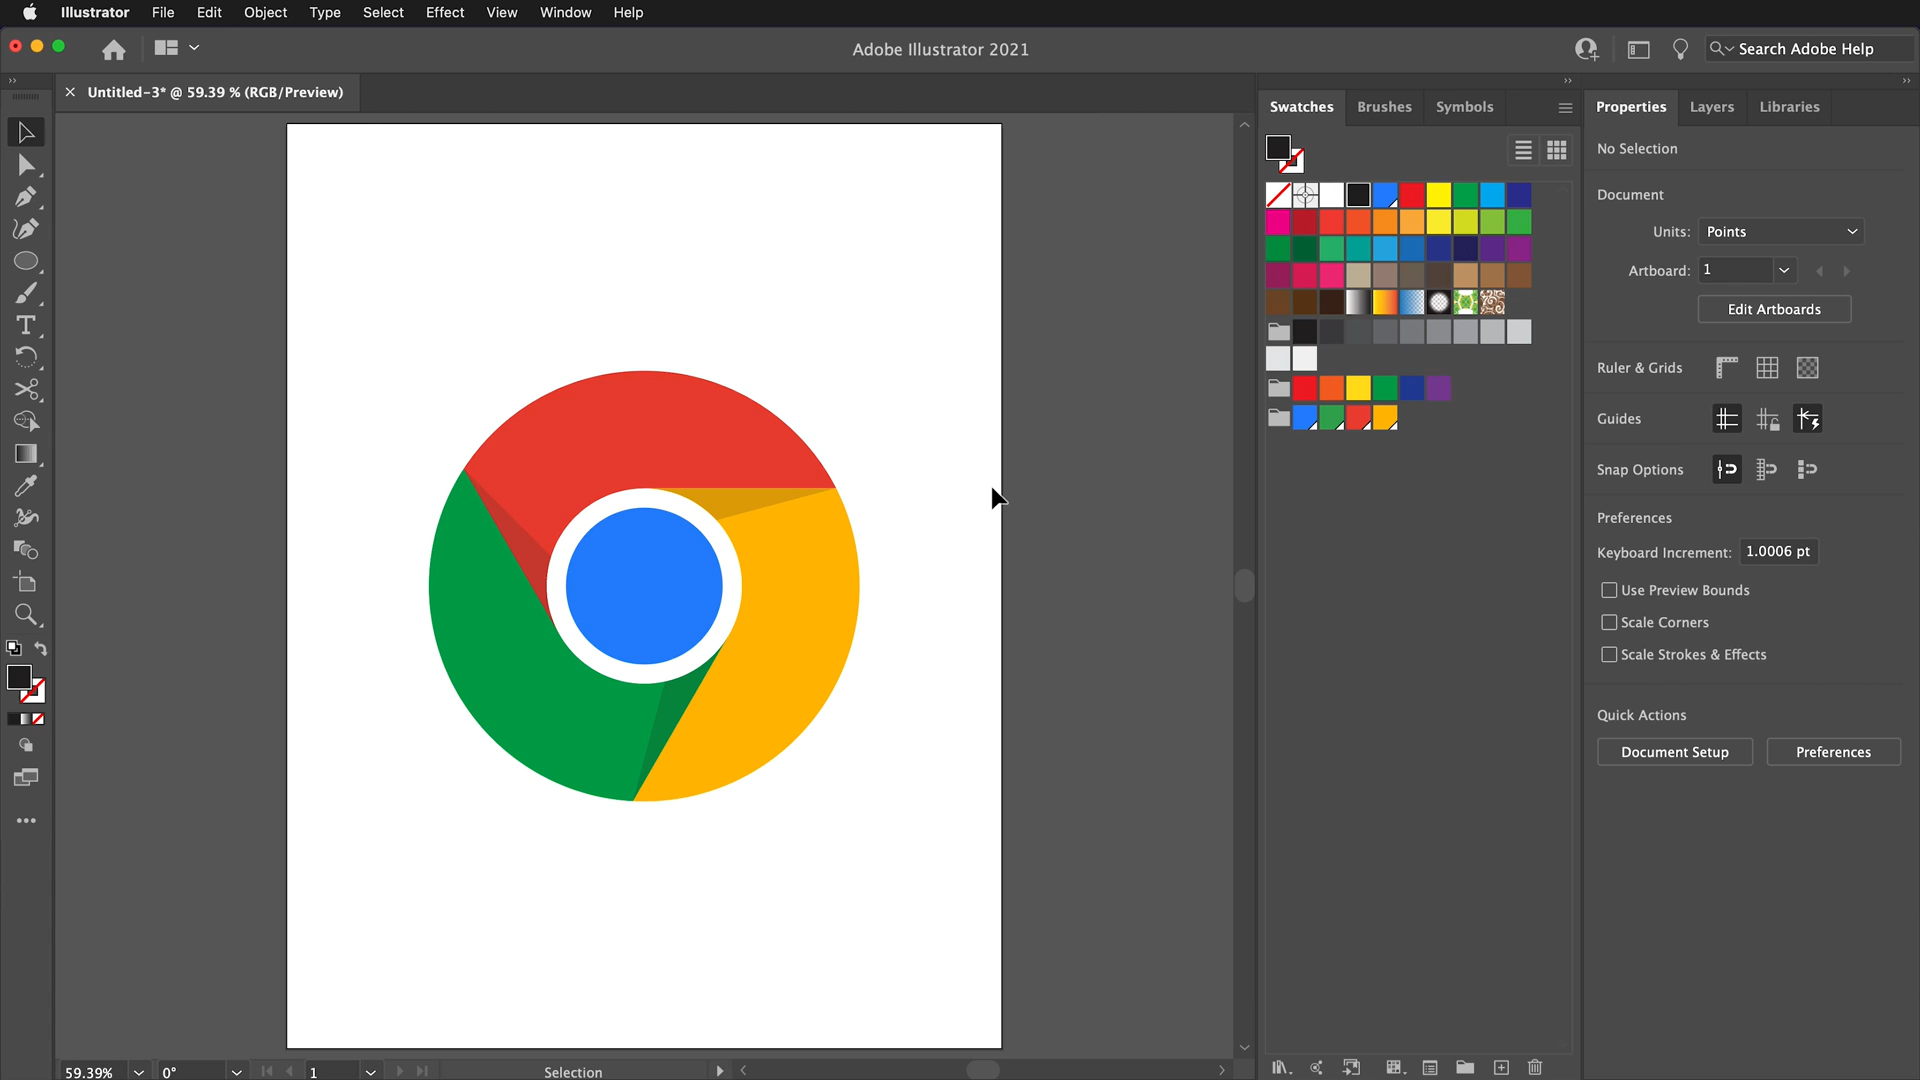 Illustrator File Edit Object Type Select Effect View Window Help
Adobe Illustrator 2021
Search Adobe Help
Untitled-3* @ 59.39 % (RGB/Preview)
Swatches Brushes Symbols
Properties Layers Libraries
No Selection
Document
Units: Points
Artboard: 1
Edit Artboards
Ruler & Grids
Guides
Snap Options
Preferences
Keyboard Increment: 1.0006 pt
Use Preview Bounds
Scale Corners
Scale Strokes & Effects
Quick Actions
Document Setup Preferences
59.39% 0° 1 Selection